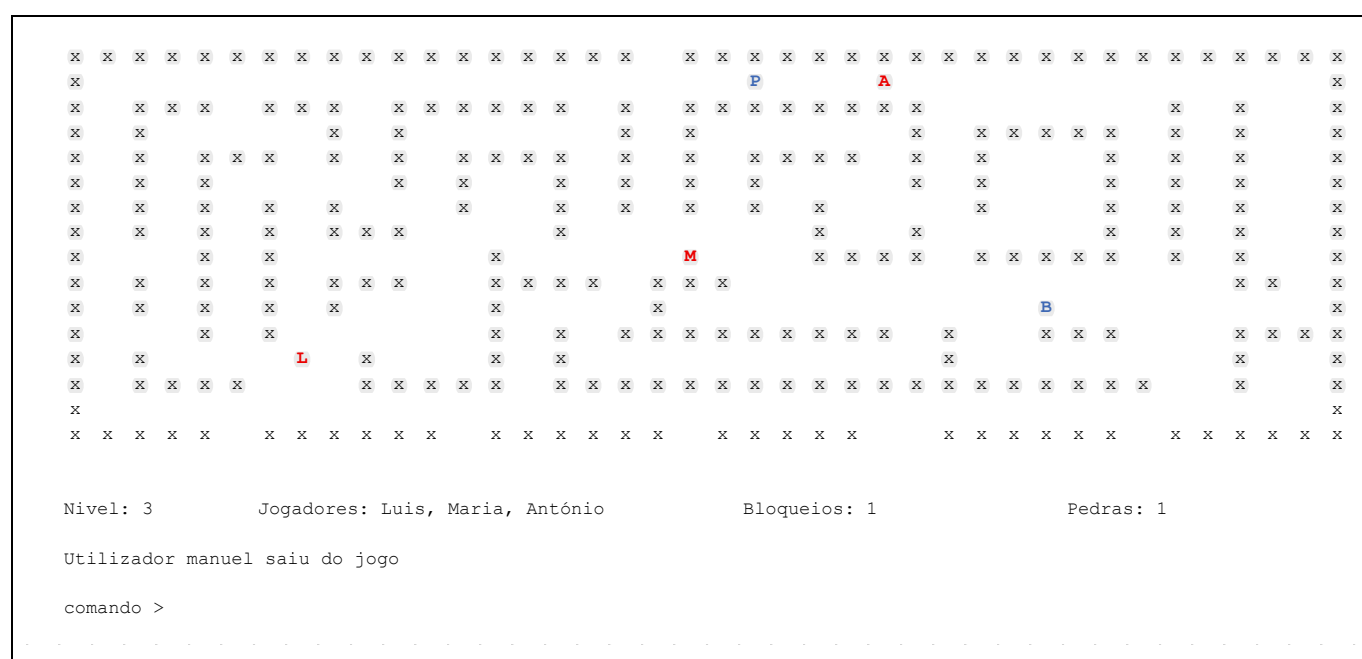 x x x x x x x x x x x x x x x x x x   x x x x x x x x x x x x x x x x x x x x x
x                                         P       A                           x
x   x x x   x x x   x x x x x x   x   x x x x x x x x               x   x     x
x   x           x   x             x   x             x   x x x x x   x   x     x
x   x   x x x   x   x   x x x x   x   x   x x x x   x   x       x   x   x     x
x   x   x           x   x     x   x   x   x         x   x       x   x   x     x
x   x   x   x   x       x     x   x   x   x   x         x       x   x   x     x
x   x   x   x   x x x         x               x     x           x   x   x     x
x       x   x             x           M       x x x x   x x x x x   x   x     x
x   x   x   x   x x x     x x x x   x x x                               x x   x
x   x   x   x   x         x         x                       B                 x
x       x   x             x   x   x x x x x x x x x   x     x x x       x x x x
x   x         L   x       x   x                       x                 x     x
x   x x x x       x x x x x   x x x x x x x x x x x x x x x x x x x     x     x
x                                                                             x
x x x x x   x x x x x x   x x x x x x   x x x x x     x x x x x x   x x x x x x
Nivel: 3 Jogadores: Luis, Maria, António Bloqueios: 1 Pedras: 1
Utilizador manuel saiu do jogo
comando >